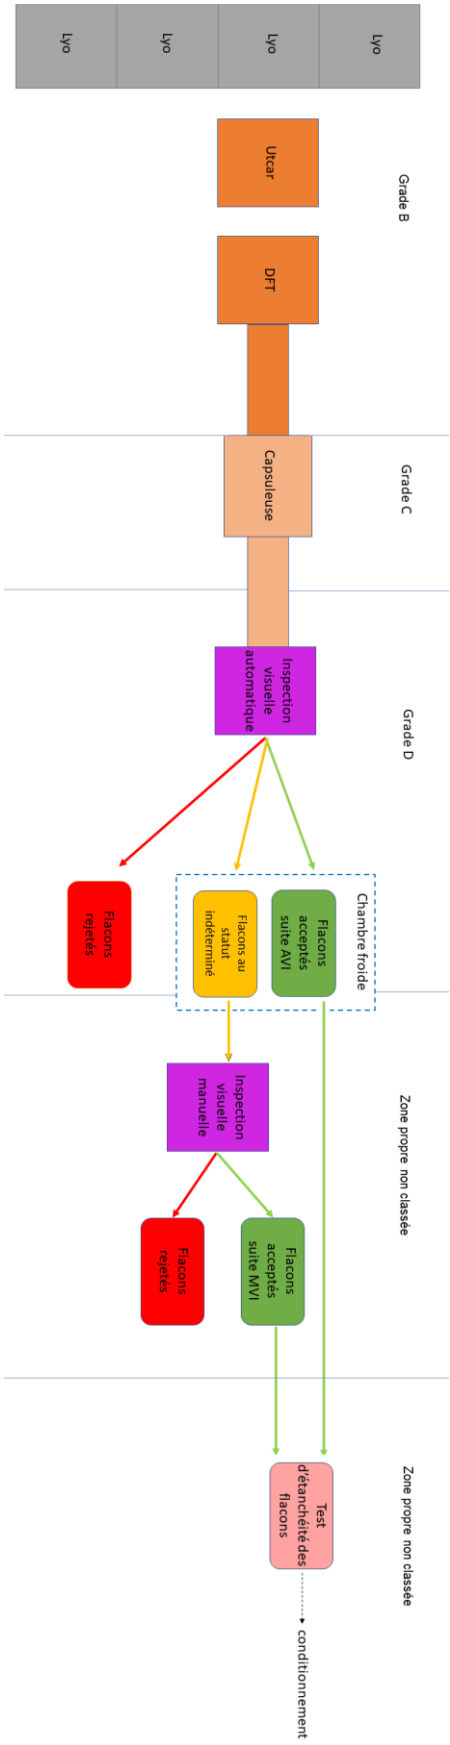 Lyo
Lyo
Lyo
Lyo
Grade B
Utcar
DFT
Grade C
Capsuleuse
Grade D
Inspection
visuelle
automatique
Chambre froide
Flacons
acceptés
suite AVI
Flacons au
statut
indéterminé
Flacons
rejetés
Zone propre non classée
Inspection
visuelle
manuelle
Flacons
acceptés
suite MVI
Flacons
rejetés
Zone propre non classée
Test
d'étanchéité des
flacons
conditionnement